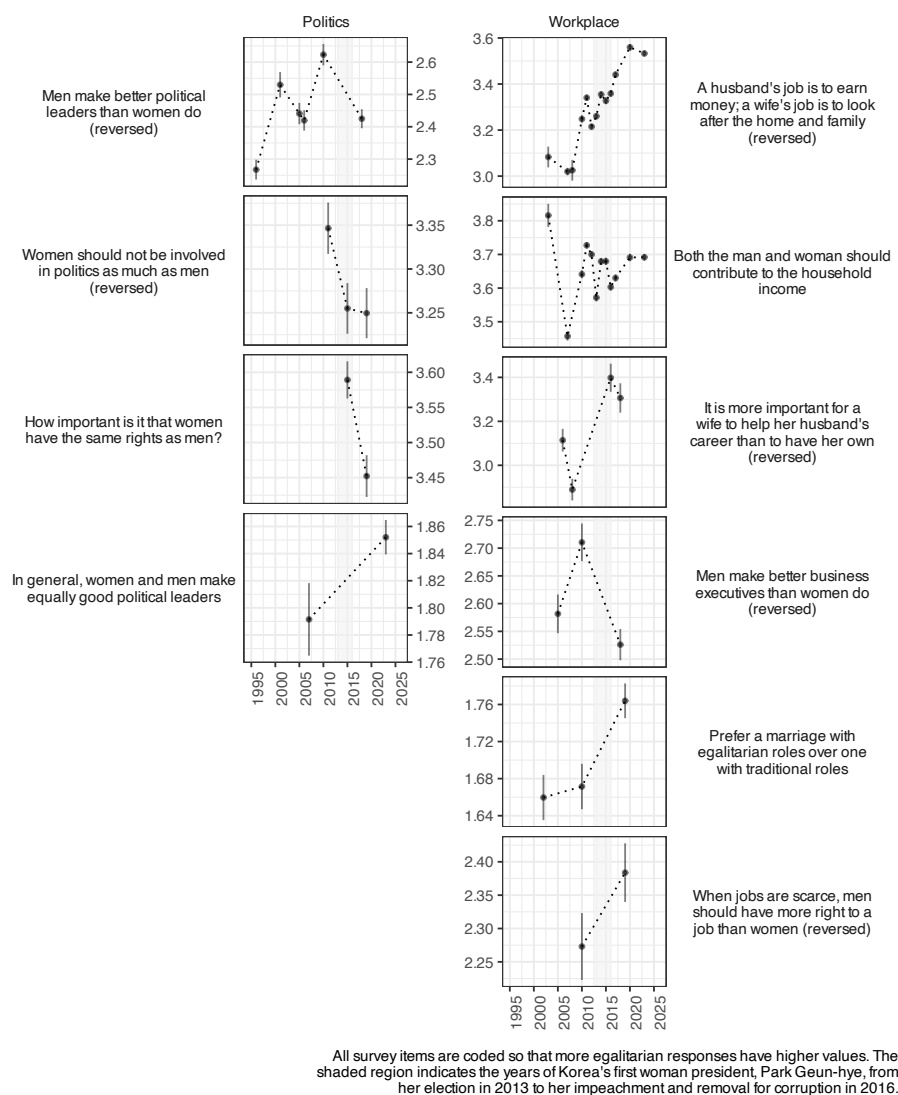 Politics
Workplace
Men make better political
leaders than women do
(reversed)
2.6
2.5
2.4
2.3
3.6
3.4
3.2
3.0
A husband's job is to earn
money; a wife's job is to look
after the home and family
(reversed)
Women should not be involved
in politics as much as men
(reversed)
3.35
3.30
3.25
3.8
3.7
3.6
3.5
Both the man and woman should
contribute to the household
income
How important is it that women
have the same rights as men?
3.60
3.55
3.50
3.45
3.4
3.2
3.0
It is more important for a
wife to help her husband's
career than to have her own
(reversed)
In general, women and men make
equally good political leaders
1.86
1.84
1.82
1.80
1.78
1.76
1995 2000 2005 2010 2015 2020 2025
2.75
2.70
2.65
2.60
2.55
2.50
Men make better business
executives than women do
(reversed)
1.76
1.72
1.68
1.64
Prefer a marriage with
egalitarian roles over one
with traditional roles
2.40
2.35
2.30
2.25
When jobs are scarce, men
should have more right to a
job than women (reversed)
1995 2000 2005 2010 2015 2020 2025
All survey items are coded so that more egalitarian responses have higher values. The
shaded region indicates the years of Korea's first woman president, Park Geun-hye, from
her election in 2013 to her impeachment and removal for corruption in 2016.